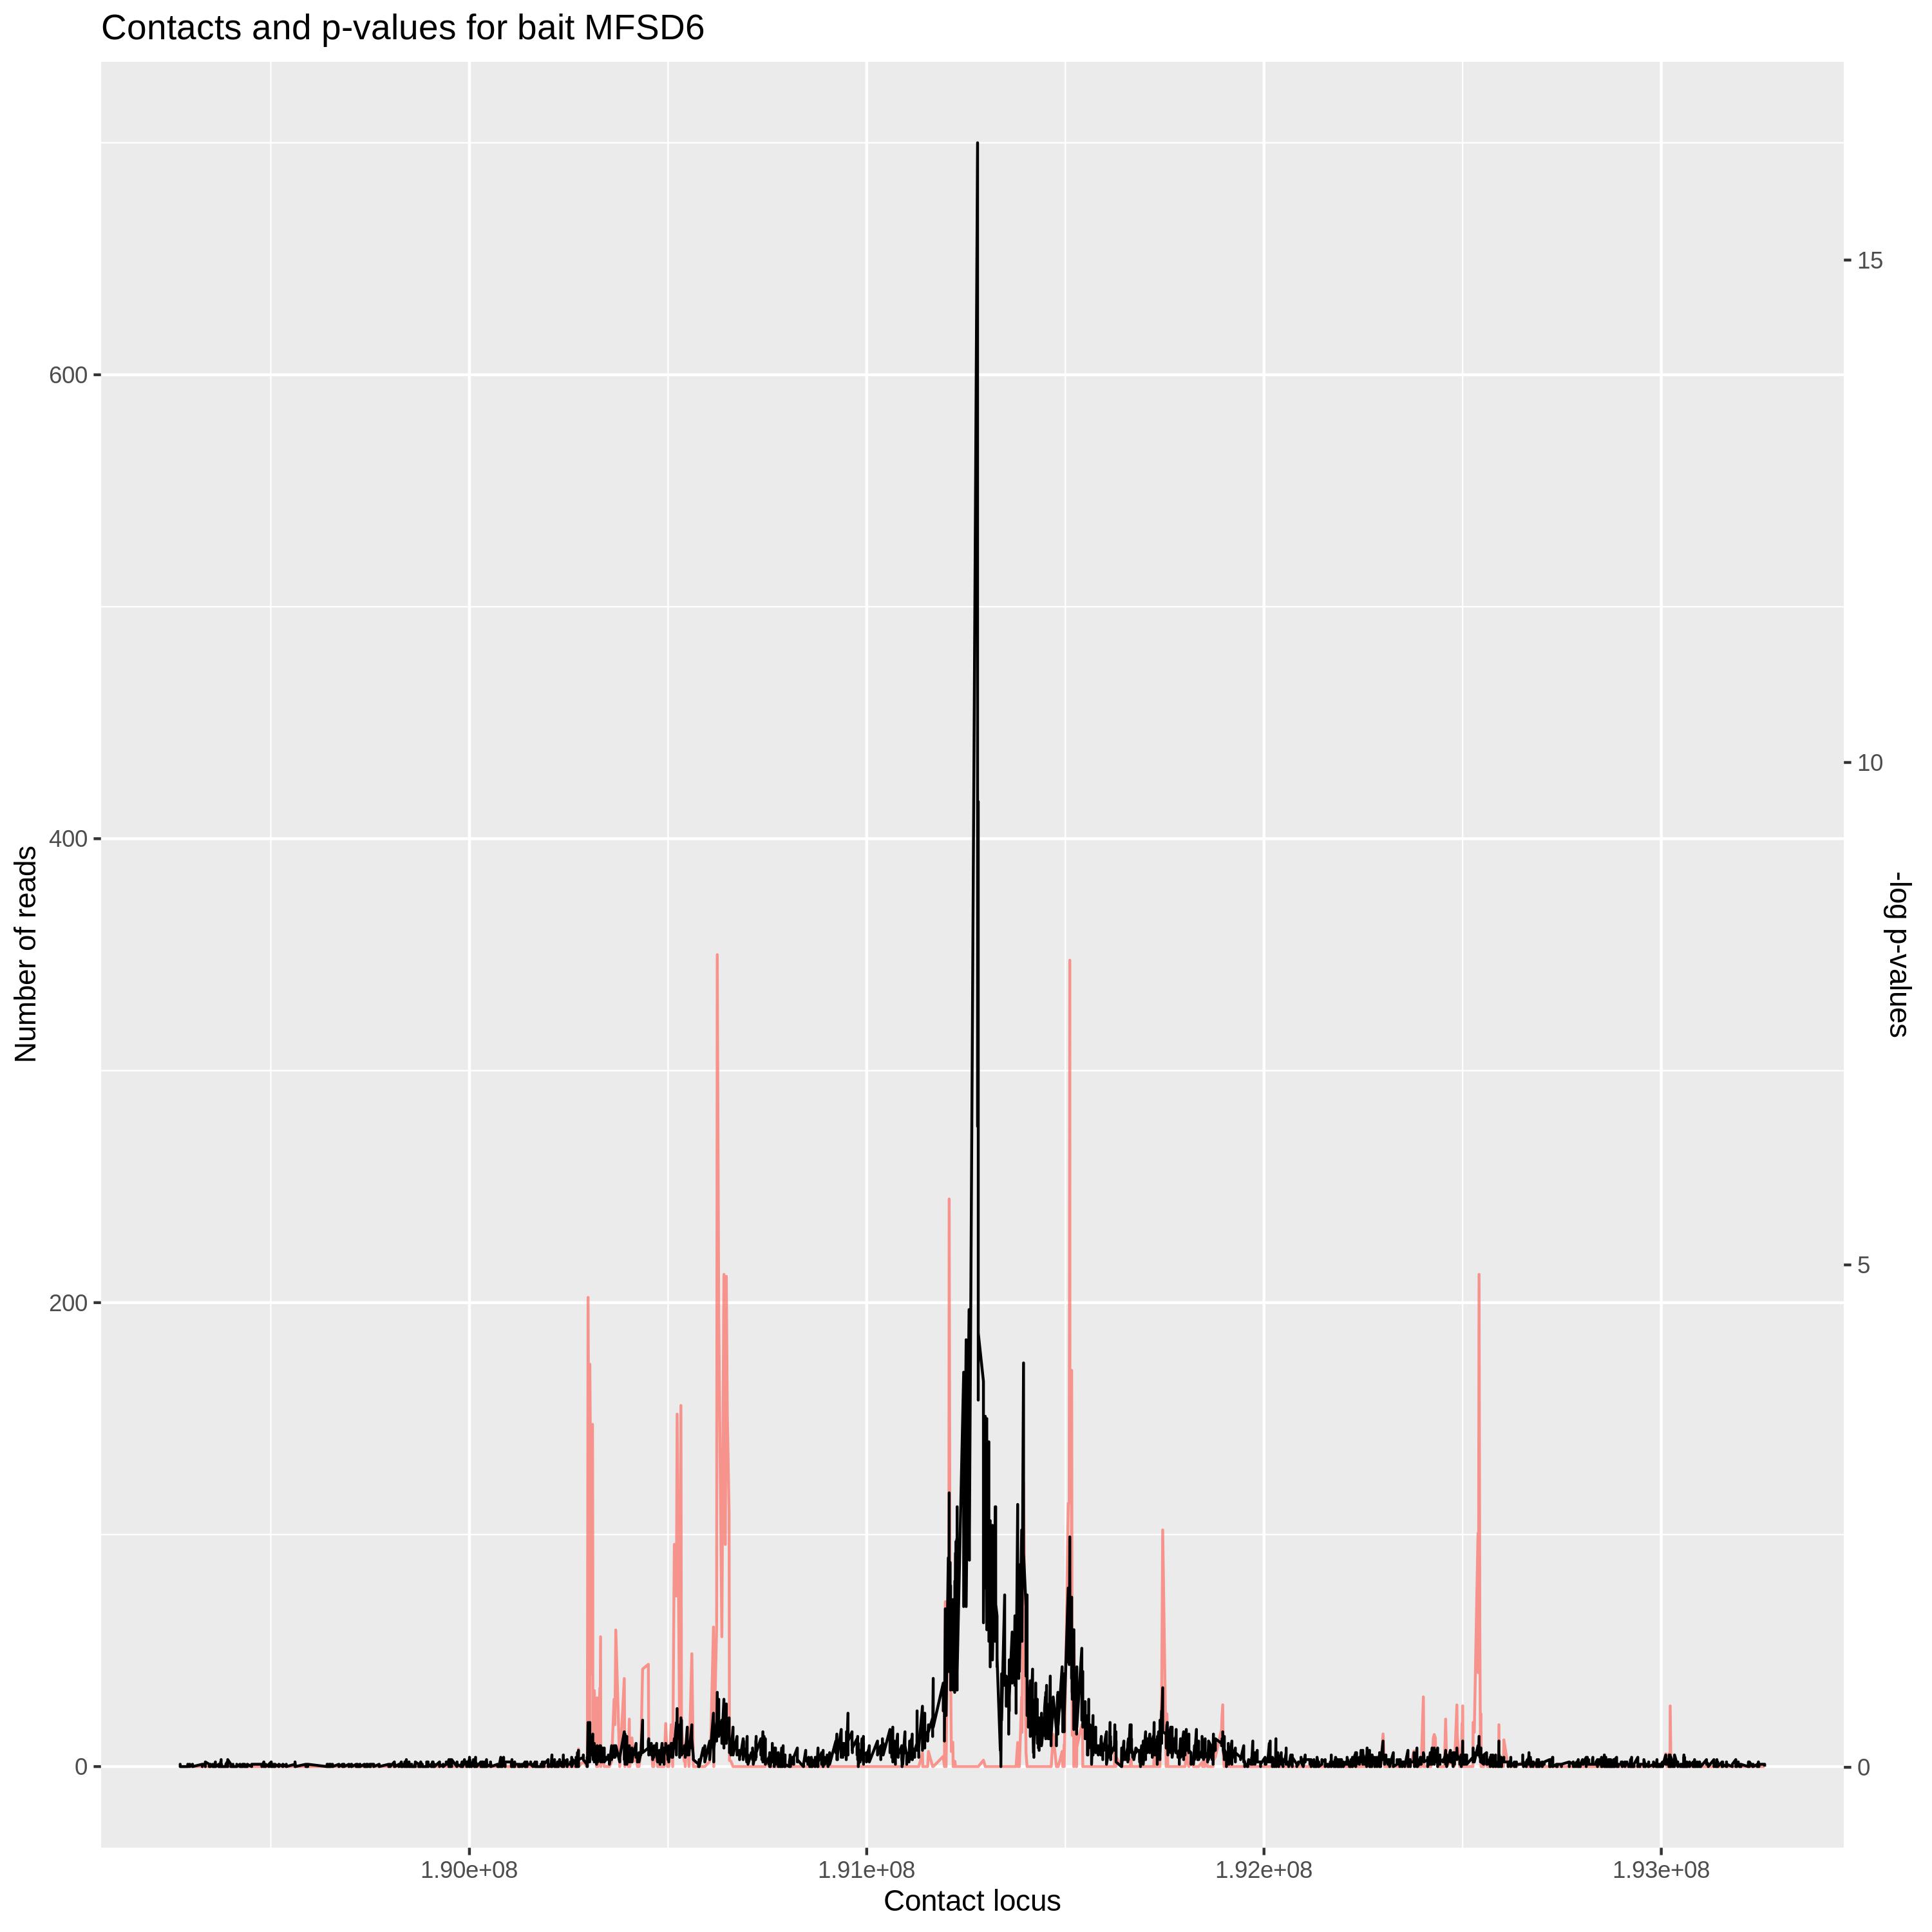 Contacts and p-values for bait MFSD6
Number of reads
600
400
200
0
15
10
5
0
-log p-values
1.90e+08 1.91e+08 1.92e+08 1.93e+08
Contact locus